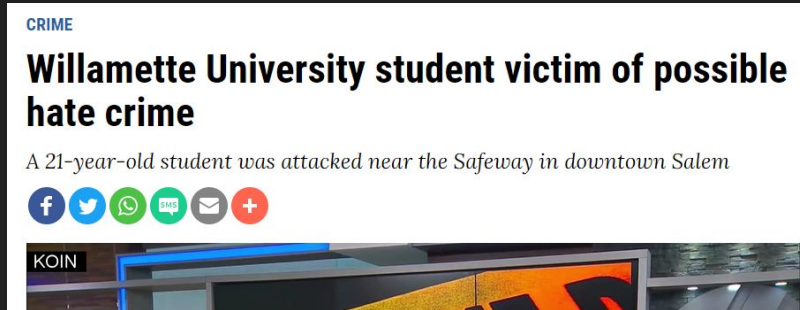 CRIME
Willamette University student victim of possible
hate crime
A 21-year-old student was attacked near the Safeway in downtown Salem
SMS
KOIN